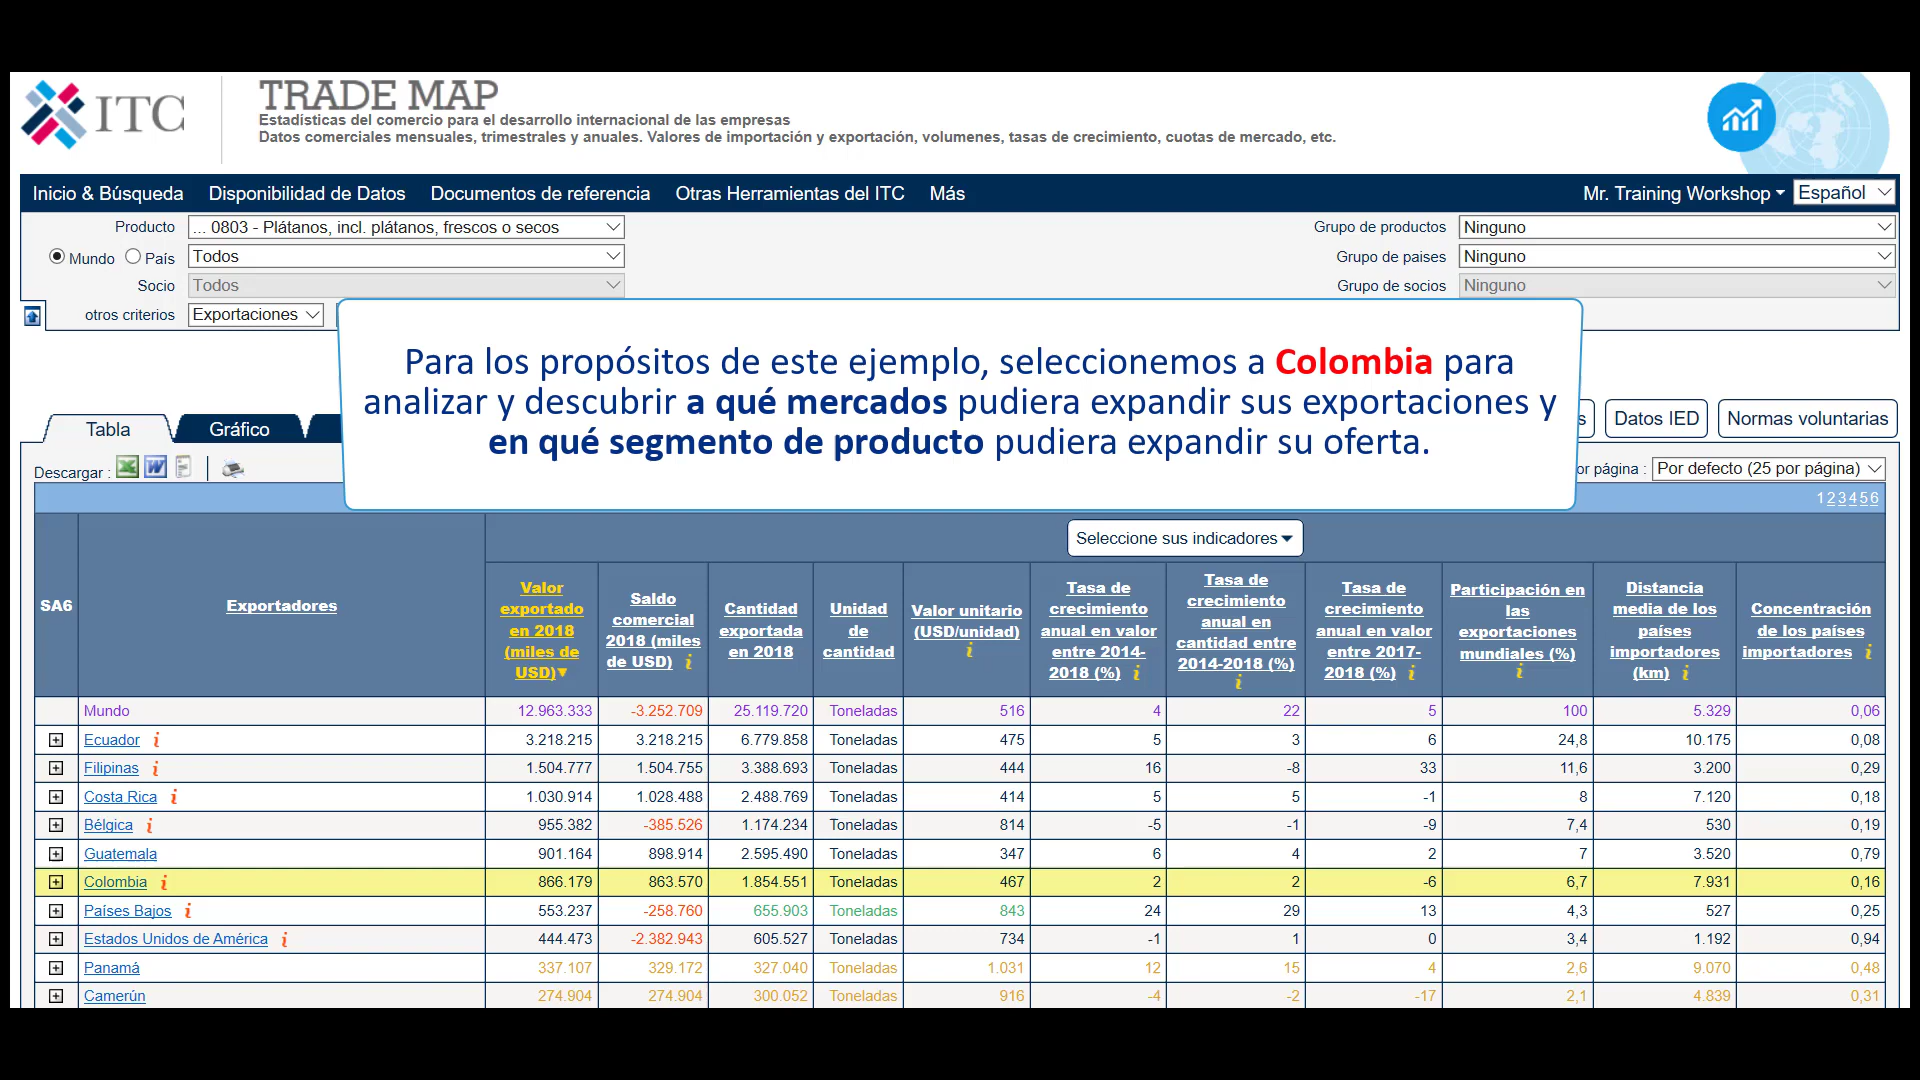 ITC
TRADE MAP
Estadísticas del comercio para el desarrollo internacional de las empresas
Datos comerciales mensuales, trimestrales y anuales. Valores de importación y exportación, volumenes, tasas de crecimiento, cuotas de mercado, etc.
Inicio & Búsqueda Disponibilidad de Datos Documentos de referencia Otras Herramientas del ITC Más Mr. Training Workshop Español
Producto ... 0803 - Plátanos, incl. plátanos, frescos o secos Grupo de productos Ninguno
Mundo País Todos Grupo de paises Ninguno
Socio Todos Grupo de socios Ninguno
otros criterios Exportaciones
Para los propósitos de este ejemplo, seleccionemos a Colombia para
analizar y descubrir a qué mercados pudiera expandir sus exportaciones y
en qué segmento de producto pudiera expandir su oferta.
Tabla Gráfico s Datos IED Normas voluntarias
Descargar : or página : Por defecto (25 por página)
1 2 3 4 5 6
Seleccione sus indicadores
SA6 Exportadores
Valor exportado en 2018 (miles de USD)▼
Saldo comercial 2018 (miles de USD) i
Cantidad exportada en 2018
Unidad de cantidad
Valor unitario (USD/unidad) i
Tasa de crecimiento anual en valor entre 2014-2018 (%) i
Tasa de crecimiento anual en cantidad entre 2014-2018 (%) i
Tasa de crecimiento anual en valor entre 2017-2018 (%) i
Participación en las exportaciones mundiales (%) i
Distancia media de los países importadores (km) i
Concentración de los países importadores i
Mundo 12.963.333 -3.252.709 25.119.720 Toneladas 516 4 22 5 100 5.329 0,06
Ecuador i 3.218.215 3.218.215 6.779.858 Toneladas 475 5 3 6 24,8 10.175 0,08
Filipinas i 1.504.777 1.504.755 3.388.693 Toneladas 444 16 -8 33 11,6 3.200 0,29
Costa Rica i 1.030.914 1.028.488 2.488.769 Toneladas 414 5 5 -1 8 7.120 0,18
Bélgica i 955.382 -385.526 1.174.234 Toneladas 814 -5 -1 -9 7,4 530 0,19
Guatemala 901.164 898.914 2.595.490 Toneladas 347 6 4 2 7 3.520 0,79
Colombia i 866.179 863.570 1.854.551 Toneladas 467 2 2 -6 6,7 7.931 0,16
Países Bajos i 553.237 -258.760 655.903 Toneladas 843 24 29 13 4,3 527 0,25
Estados Unidos de América i 444.473 -2.382.943 605.527 Toneladas 734 -1 1 0 3,4 1.192 0,94
Panamá 337.107 329.172 327.040 Toneladas 1.031 12 15 4 2,6 9.070 0,48
Camerún 274.904 274.904 300.052 Toneladas 916 -4 -2 -17 2,1 4.839 0,31